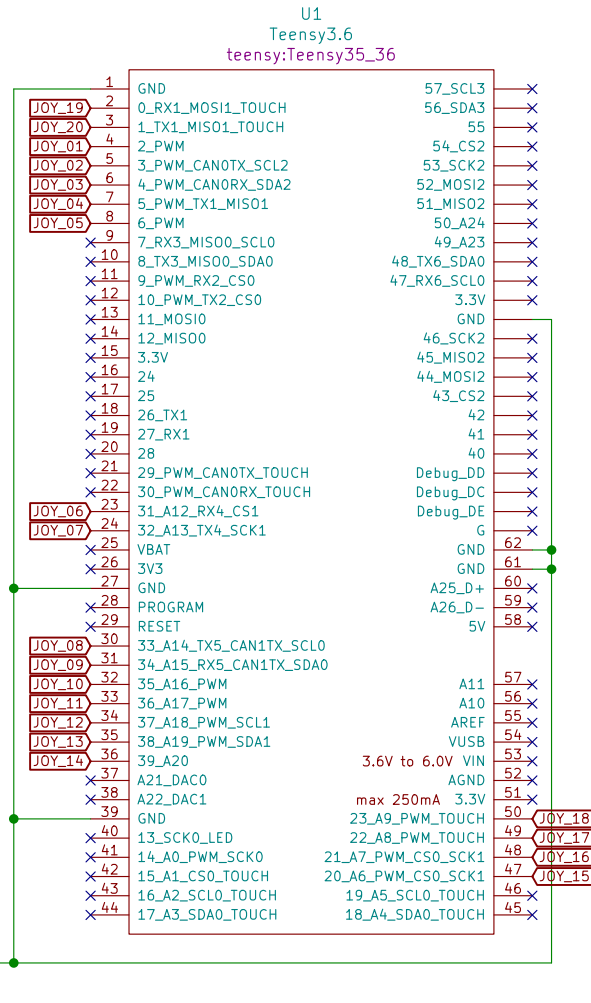 U1
Teensy3.6
teensy:Teensy35_36
1 GND 57_SCL3
JOY_19 2 0_RX1_MOSI1_TOUCH 56_SDA3
JOY_20 3 1_TX1_MISO1_TOUCH 55
JOY_01 4 2_PWM 54_CS2
JOY_02 5 3_PWM_CAN0TX_SCL2 53_SCK2
JOY_03 6 4_PWM_CAN0RX_SDA2 52_MOSI2
JOY_04 7 5_PWM_TX1_MISO1 51_MISO2
JOY_05 8 6_PWM 50_A24
9 7_RX3_MISO0_SCL0 49_A23
10 8_TX3_MISO0_SDA0 48_TX6_SDA0
11 9_PWM_RX2_CS0 47_RX6_SCL0
12 10_PWM_TX2_CS0 3.3V
13 11_MOSI0 GND
14 12_MISO0 46_SCK2
15 3.3V 45_MISO2
16 24 44_MOSI2
17 25 43_CS2
18 26_TX1 42
19 27_RX1 41
20 28 40
21 29_PWM_CAN0TX_TOUCH Debug_DD
22 30_PWM_CAN0RX_TOUCH Debug_DC
JOY_06 23 31_A12_RX4_CS1 Debug_DE
JOY_07 24 32_A13_TX4_SCK1 G
25 VBAT GND 62
26 3V3 GND 61
27 GND A25_D+ 60
28 PROGRAM A26_D- 59
29 RESET 5V 58
JOY_08 30 33_A14_TX5_CAN1TX_SCL0
JOY_09 31 34_A15_RX5_CAN1TX_SDA0
JOY_10 32 35_A16_PWM A11 57
JOY_11 33 36_A17_PWM A10 56
JOY_12 34 37_A18_PWM_SCL1 AREF 55
JOY_13 35 38_A19_PWM_SDA1 VUSB 54
JOY_14 36 39_A20 3.6V to 6.0V VIN 53
37 A21_DAC0 AGND 52
38 A22_DAC1 max 250mA 3.3V 51
39 GND 23_A9_PWM_TOUCH 50 JOY_18
40 13_SCK0_LED 22_A8_PWM_TOUCH 49 JOY_17
41 14_A0_PWM_SCK0 21_A7_PWM_CS0_SCK1 48 JOY_16
42 15_A1_CS0_TOUCH 20_A6_PWM_CS0_SCK1 47 JOY_15
43 16_A2_SCL0_TOUCH 19_A5_SCL0_TOUCH 46
44 17_A3_SDA0_TOUCH 18_A4_SDA0_TOUCH 45